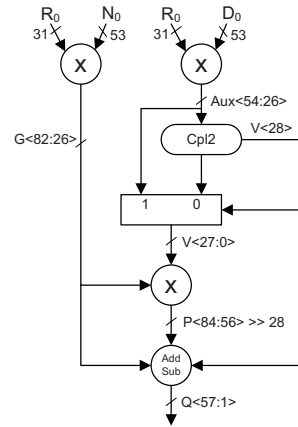 R0 N0 R0 D0
31 53 31 53
X X
Aux<54:26>
G<82:26> Cpl2 V<28>
1 0
V<27:0>
X
P<84:56> >> 28
Add
Sub
Q<57:1>